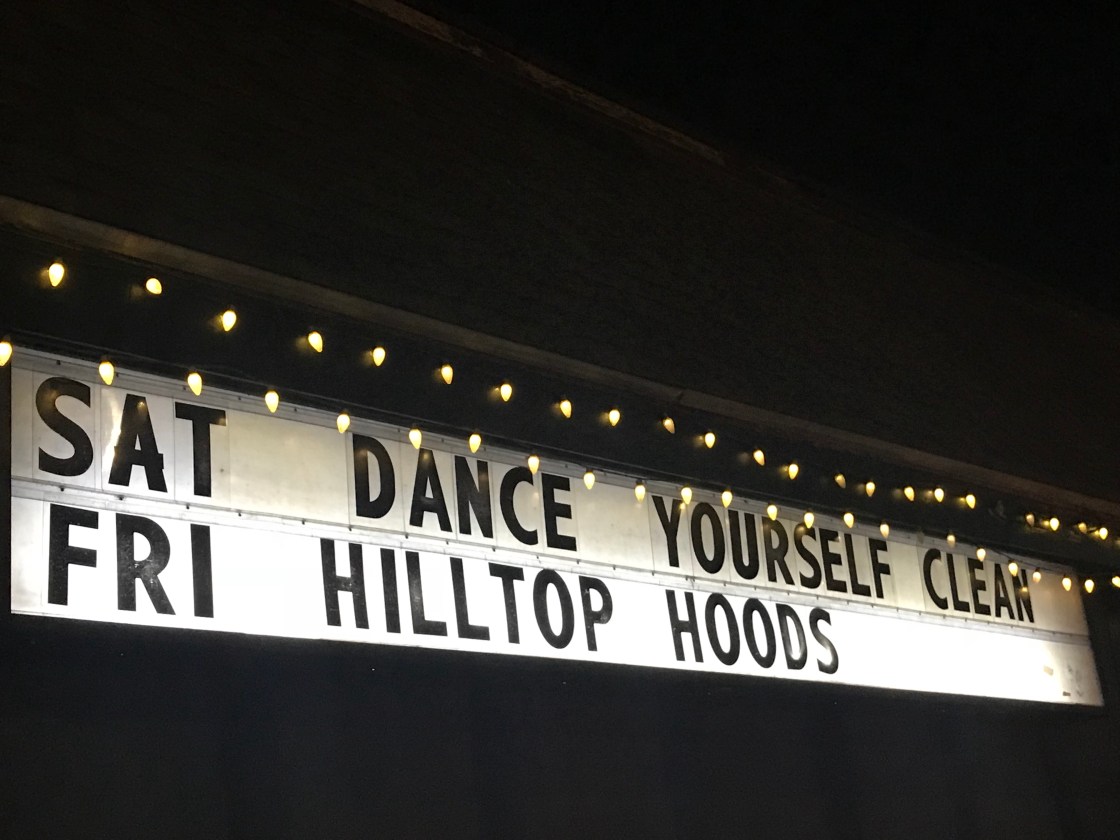 SAT DANCE YOURSELF CLEAN
FRI HILLTOP HOODS